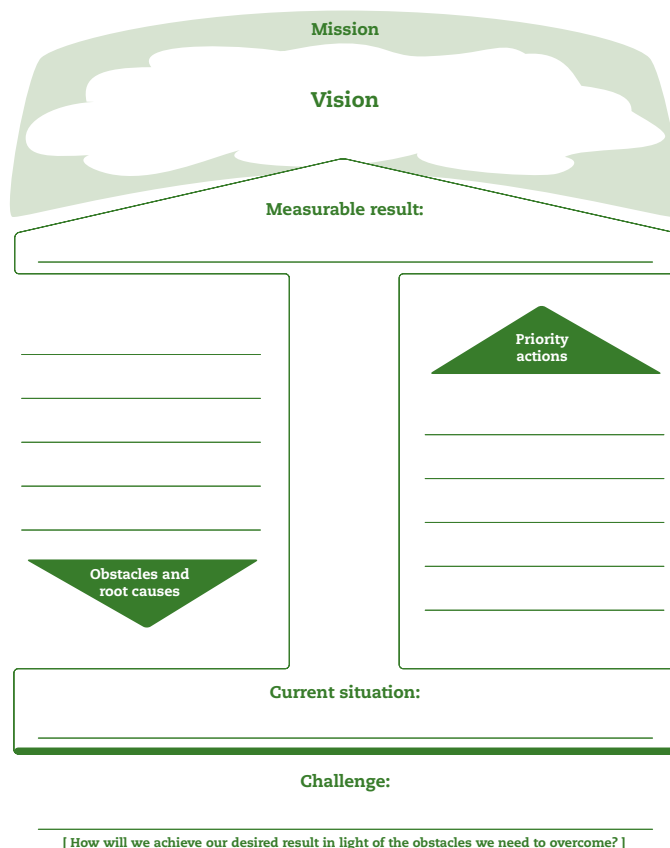 Mission
Vision
Measurable result:
Priority
actions
Obstacles and
root causes
Current situation:
Challenge:
[ How will we achieve our desired result in light of the obstacles we need to overcome? ]